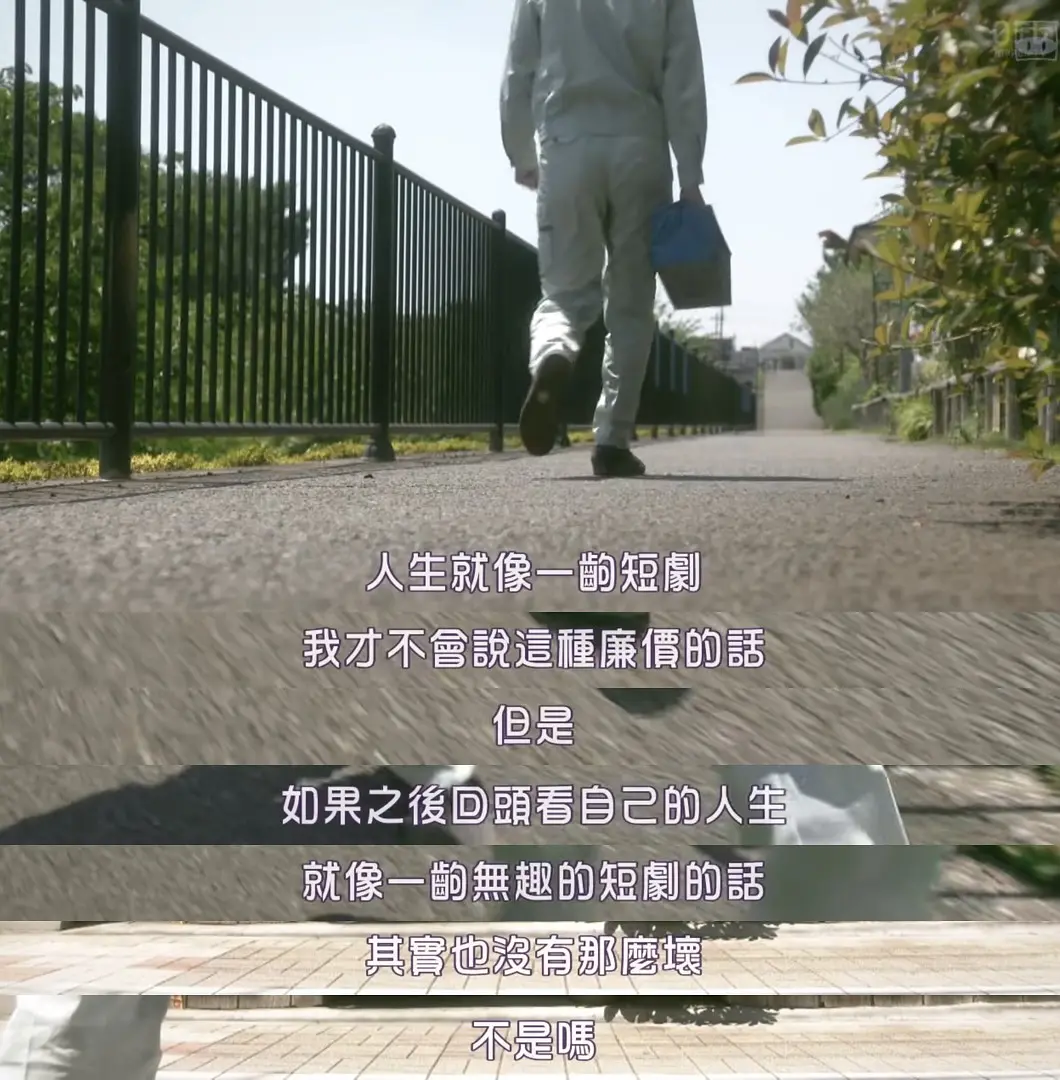 人生就像一齣短劇
我才不會說這種廉價的話
但是
如果之後回頭看自己的人生
就像一齣無趣的短劇的話
其實也沒有那麼壞
不是嗎